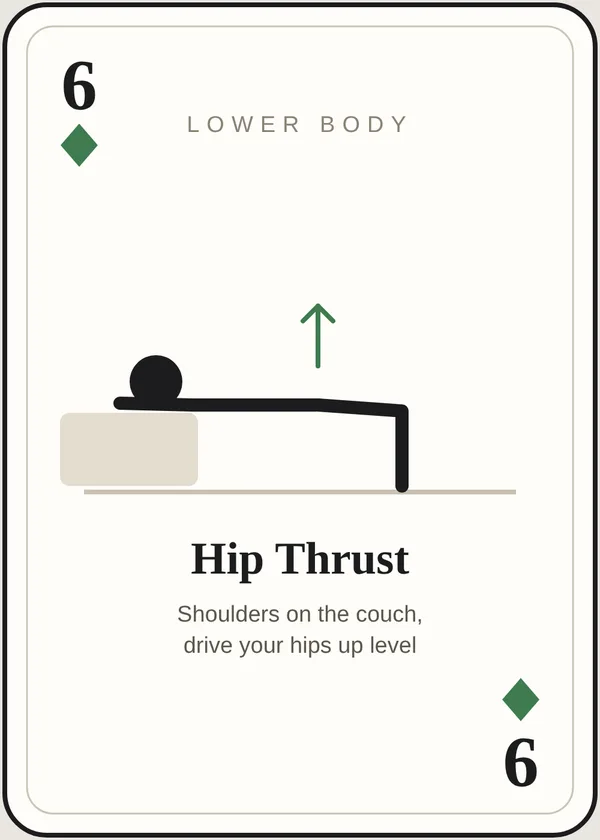 6
LOWER BODY
Hip Thrust
Shoulders on the couch,
drive your hips up level
6